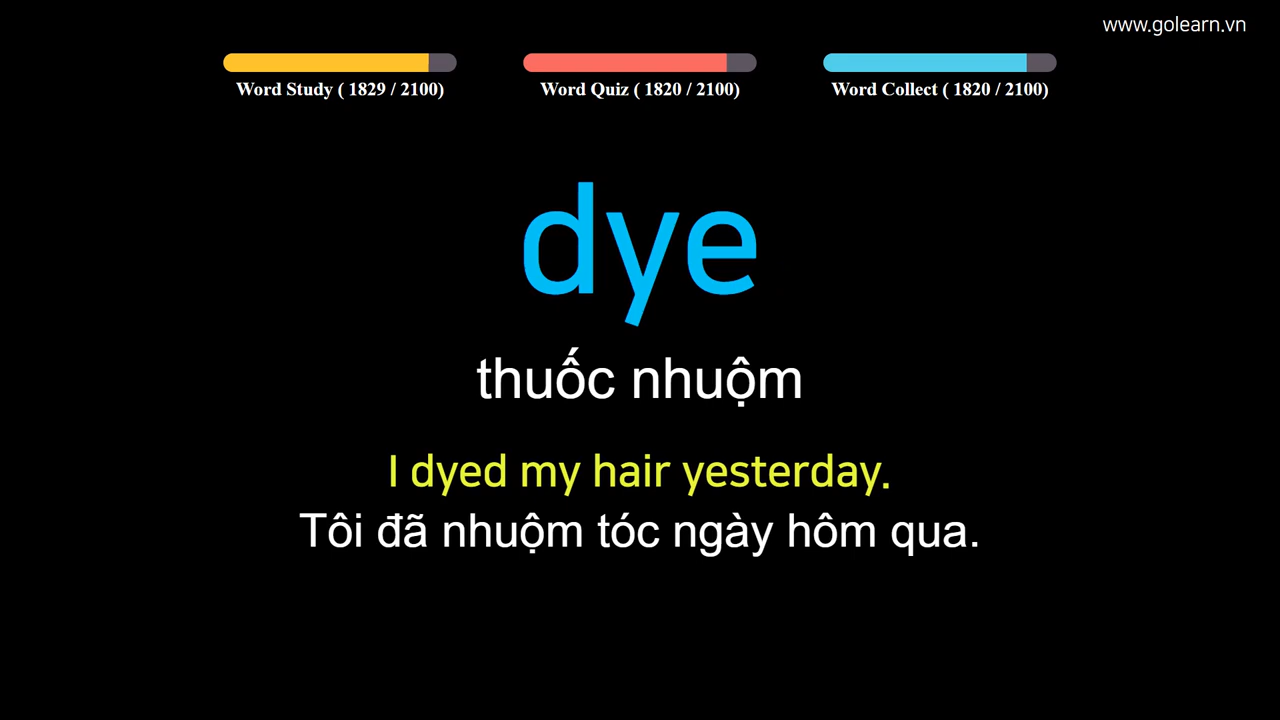 www.golearn.vn
Word Study ( 1829 / 2100)
Word Quiz ( 1820 / 2100)
Word Collect ( 1820 / 2100)
dye
thuốc nhuộm
I dyed my hair yesterday.
Tôi đã nhuộm tóc ngày hôm qua.